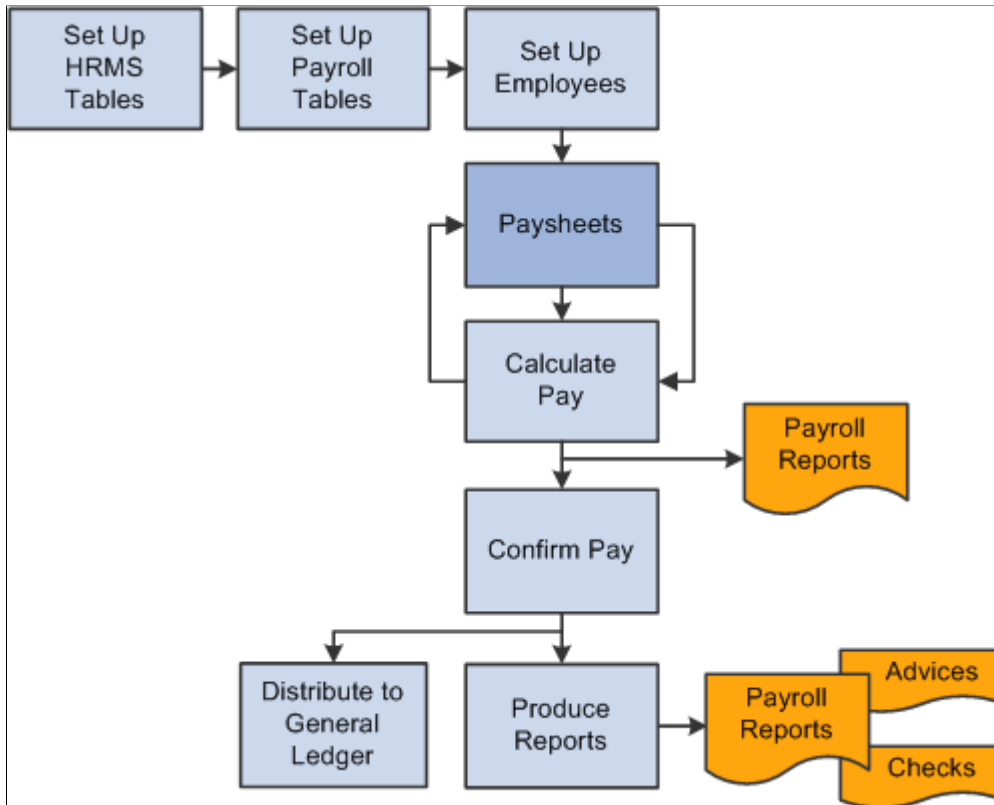 Set Up
HRMS
Tables
Set Up
Payroll
Tables
Set Up
Employees
Paysheets
Calculate
Pay
Payroll
Reports
Confirm Pay
Distribute to
General
Ledger
Produce
Reports
Payroll
Reports
Advices
Checks